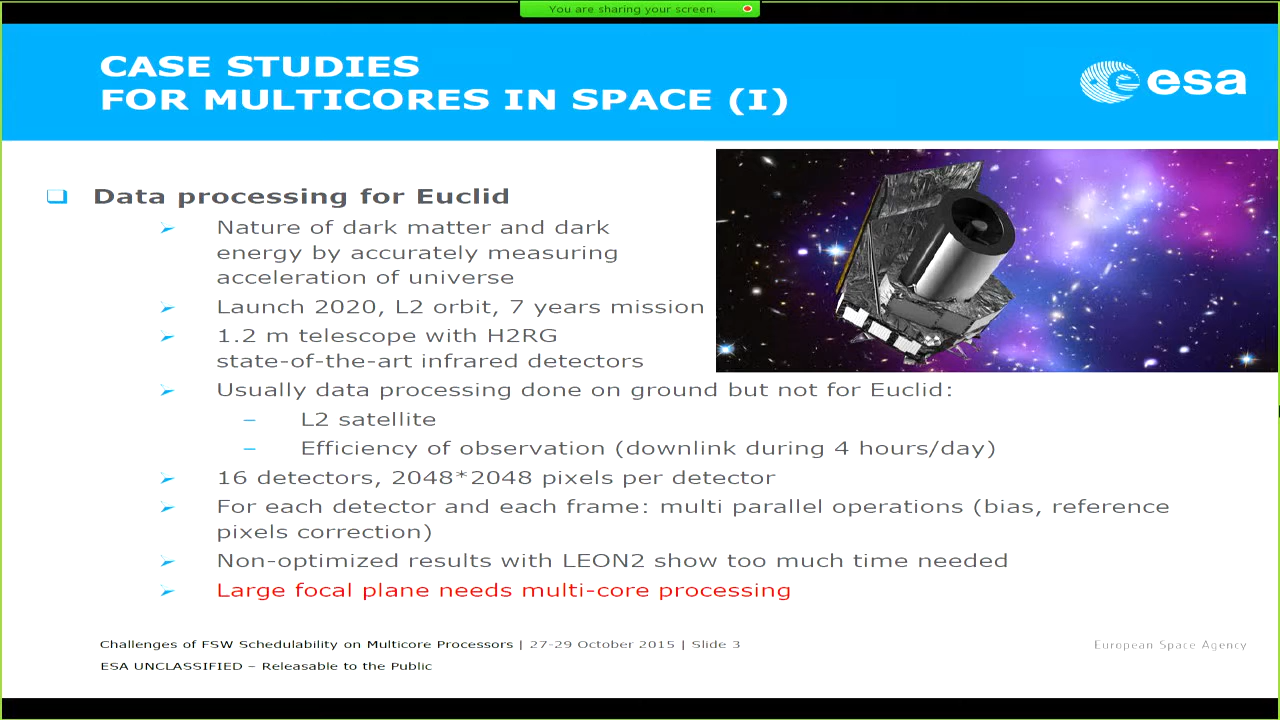 You are sharing your screen.
CASE STUDIES
FOR MULTICORES IN SPACE (I)
esa
Data processing for Euclid
Nature of dark matter and dark
energy by accurately measuring
acceleration of universe
Launch 2020, L2 orbit, 7 years mission
1.2 m telescope with H2RG
state-of-the-art infrared detectors
Usually data processing done on ground but not for Euclid:
– L2 satellite
– Efficiency of observation (downlink during 4 hours/day)
16 detectors, 2048*2048 pixels per detector
For each detector and each frame: multi parallel operations (bias, reference
pixels correction)
Non-optimized results with LEON2 show too much time needed
Large focal plane needs multi-core processing
Challenges of FSW Schedulability on Multicore Processors | 27-29 October 2015 | Slide 3
European Space Agency
ESA UNCLASSIFIED – Releasable to the Public